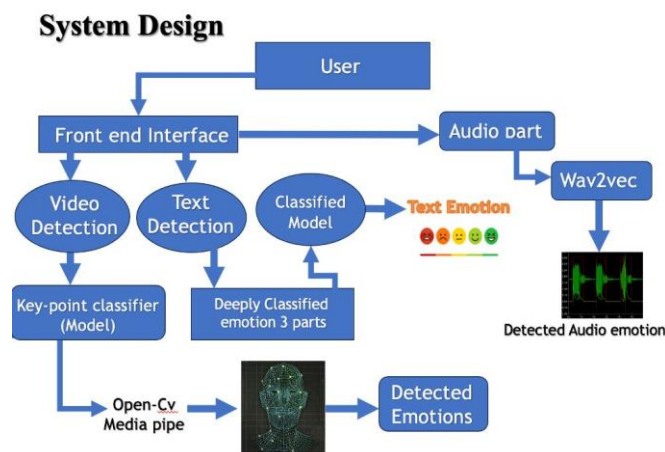 System Design
User
Front end Interface
Audio part
Video
Detection
Text
Detection
Classified
Model
Text Emotion
Wav2vec
Key-point classifier
(Model)
Deeply Classified
emotion 3 parts
Detected Audio emotion
Open-Cv
Media pipe
Detected
Emotions